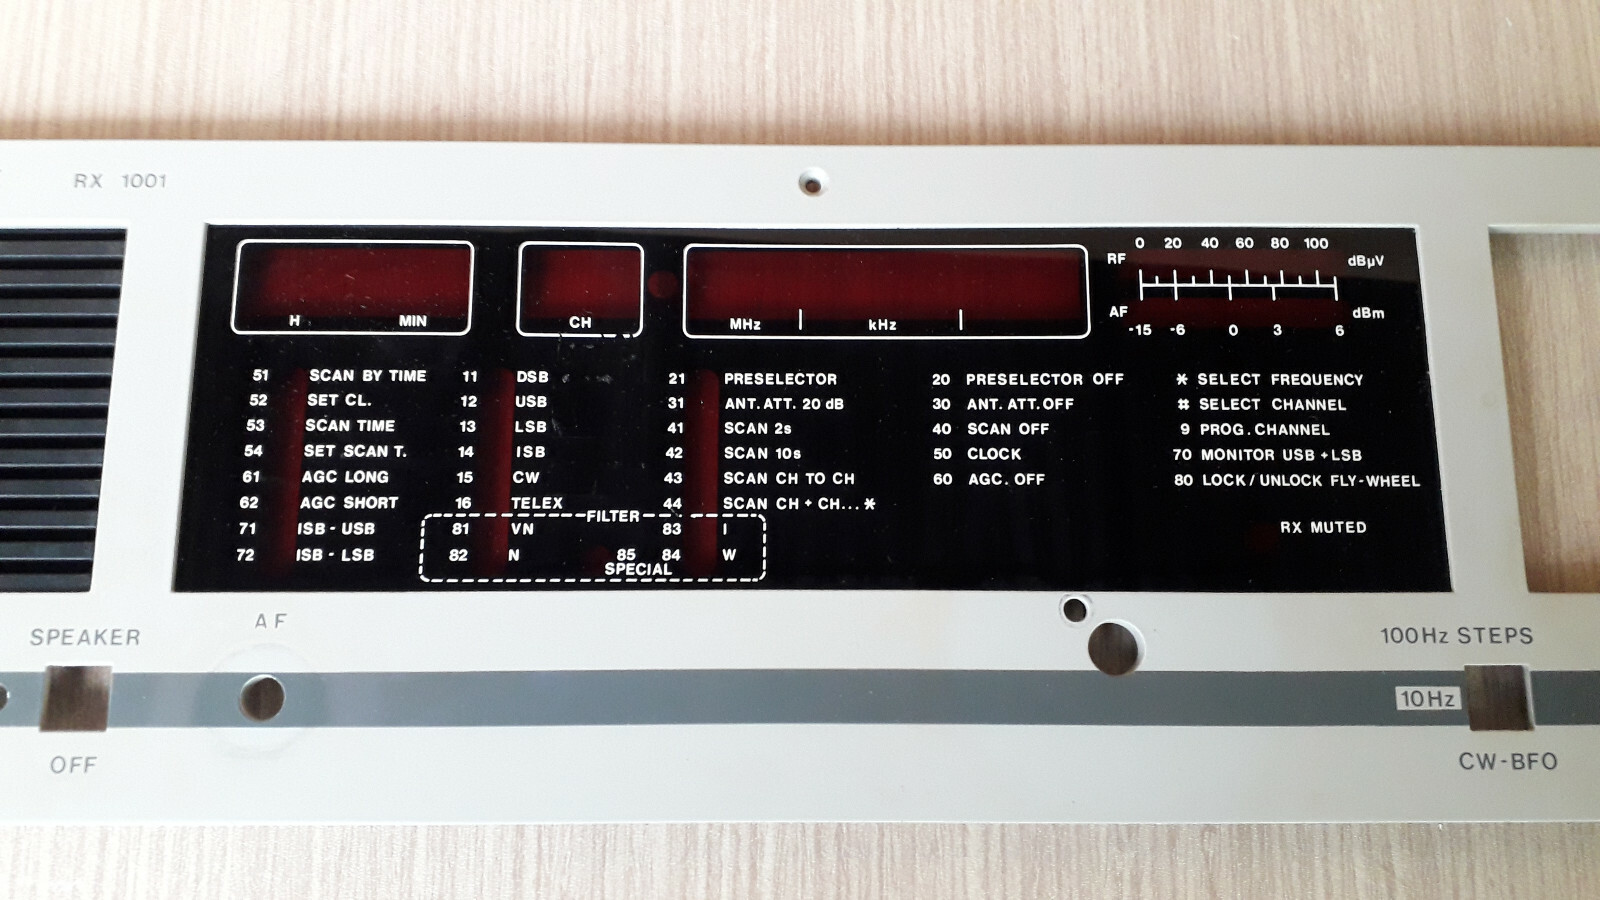 RX 1001
0 20 40 60 80 100
RF dBµV
AF dBm
-15 -6 0 3 6
H MIN
CH
MHz kHz
51 SCAN BY TIME 11 DSB 21 PRESELECTOR 20 PRESELECTOR OFF * SELECT FREQUENCY
52 SET CL. 12 USB 31 ANT. ATT. 20 dB 30 ANT. ATT. OFF # SELECT CHANNEL
53 SCAN TIME 13 LSB 41 SCAN 2s 40 SCAN OFF 9 PROG. CHANNEL
54 SET SCAN T. 14 ISB 42 SCAN 10s 50 CLOCK 70 MONITOR USB + LSB
61 AGC LONG 15 CW 43 SCAN CH TO CH 60 AGC. OFF 80 LOCK / UNLOCK FLY-WHEEL
62 AGC SHORT 16 TELEX 44 SCAN CH + CH... *
FILTER
71 ISB - USB 81 VN 83 I RX MUTED
72 ISB - LSB 82 N 85 84 W
SPECIAL
AF
SPEAKER 100Hz STEPS
10Hz
OFF CW-BFO